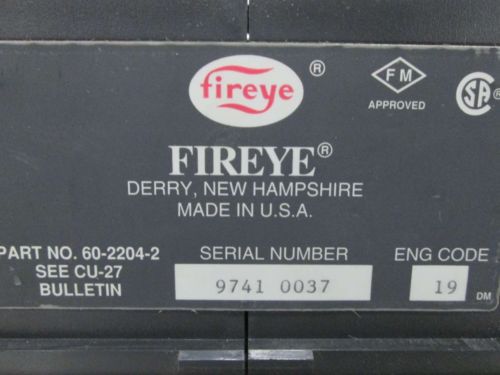 fireye ®
FM
APPROVED
SA ®
FIREYE®
DERRY, NEW HAMPSHIRE
MADE IN U.S.A.
PART NO. 60-2204-2
SEE CU-27
BULLETIN
SERIAL NUMBER
9741 0037
ENG CODE
19
DM